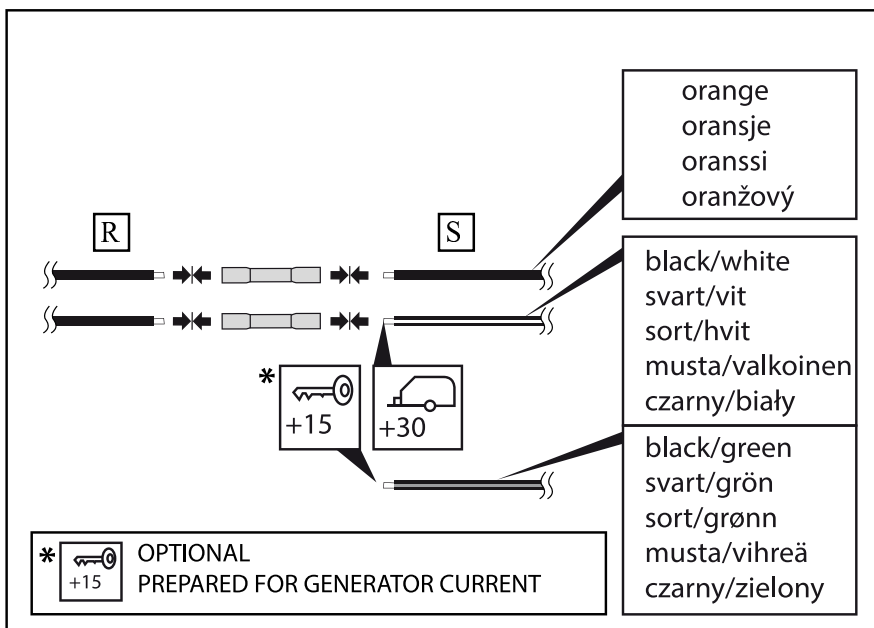 orange
oransje
oranssi
oranžový
R
S
black/white
svart/vit
sort/hvit
musta/valkoinen
czarny/biały
*
+15
+30
black/green
svart/grön
sort/grønn
musta/vihreä
czarny/zielony
* OPTIONAL
+15 PREPARED FOR GENERATOR CURRENT